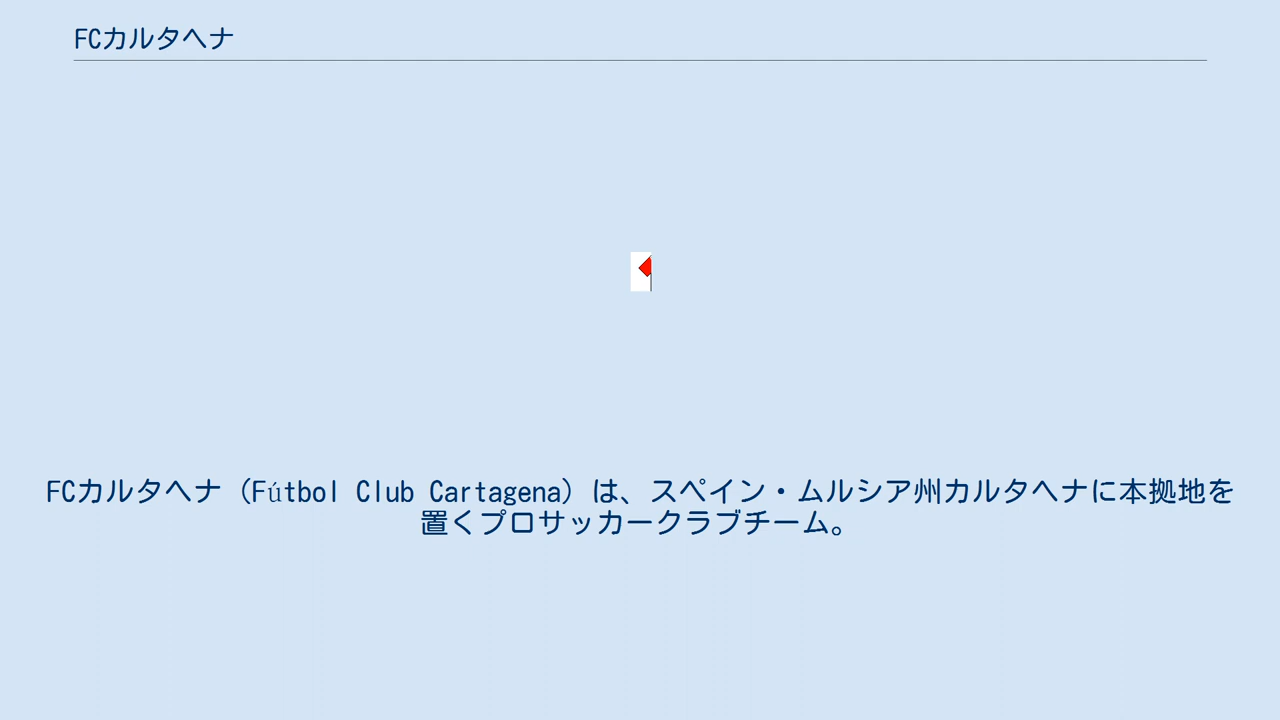 FCカルタヘナ
FCカルタヘナ（Fútbol Club Cartagena）は、スペイン・ムルシア州カルタヘナに本拠地を
置くプロサッカークラブチーム。